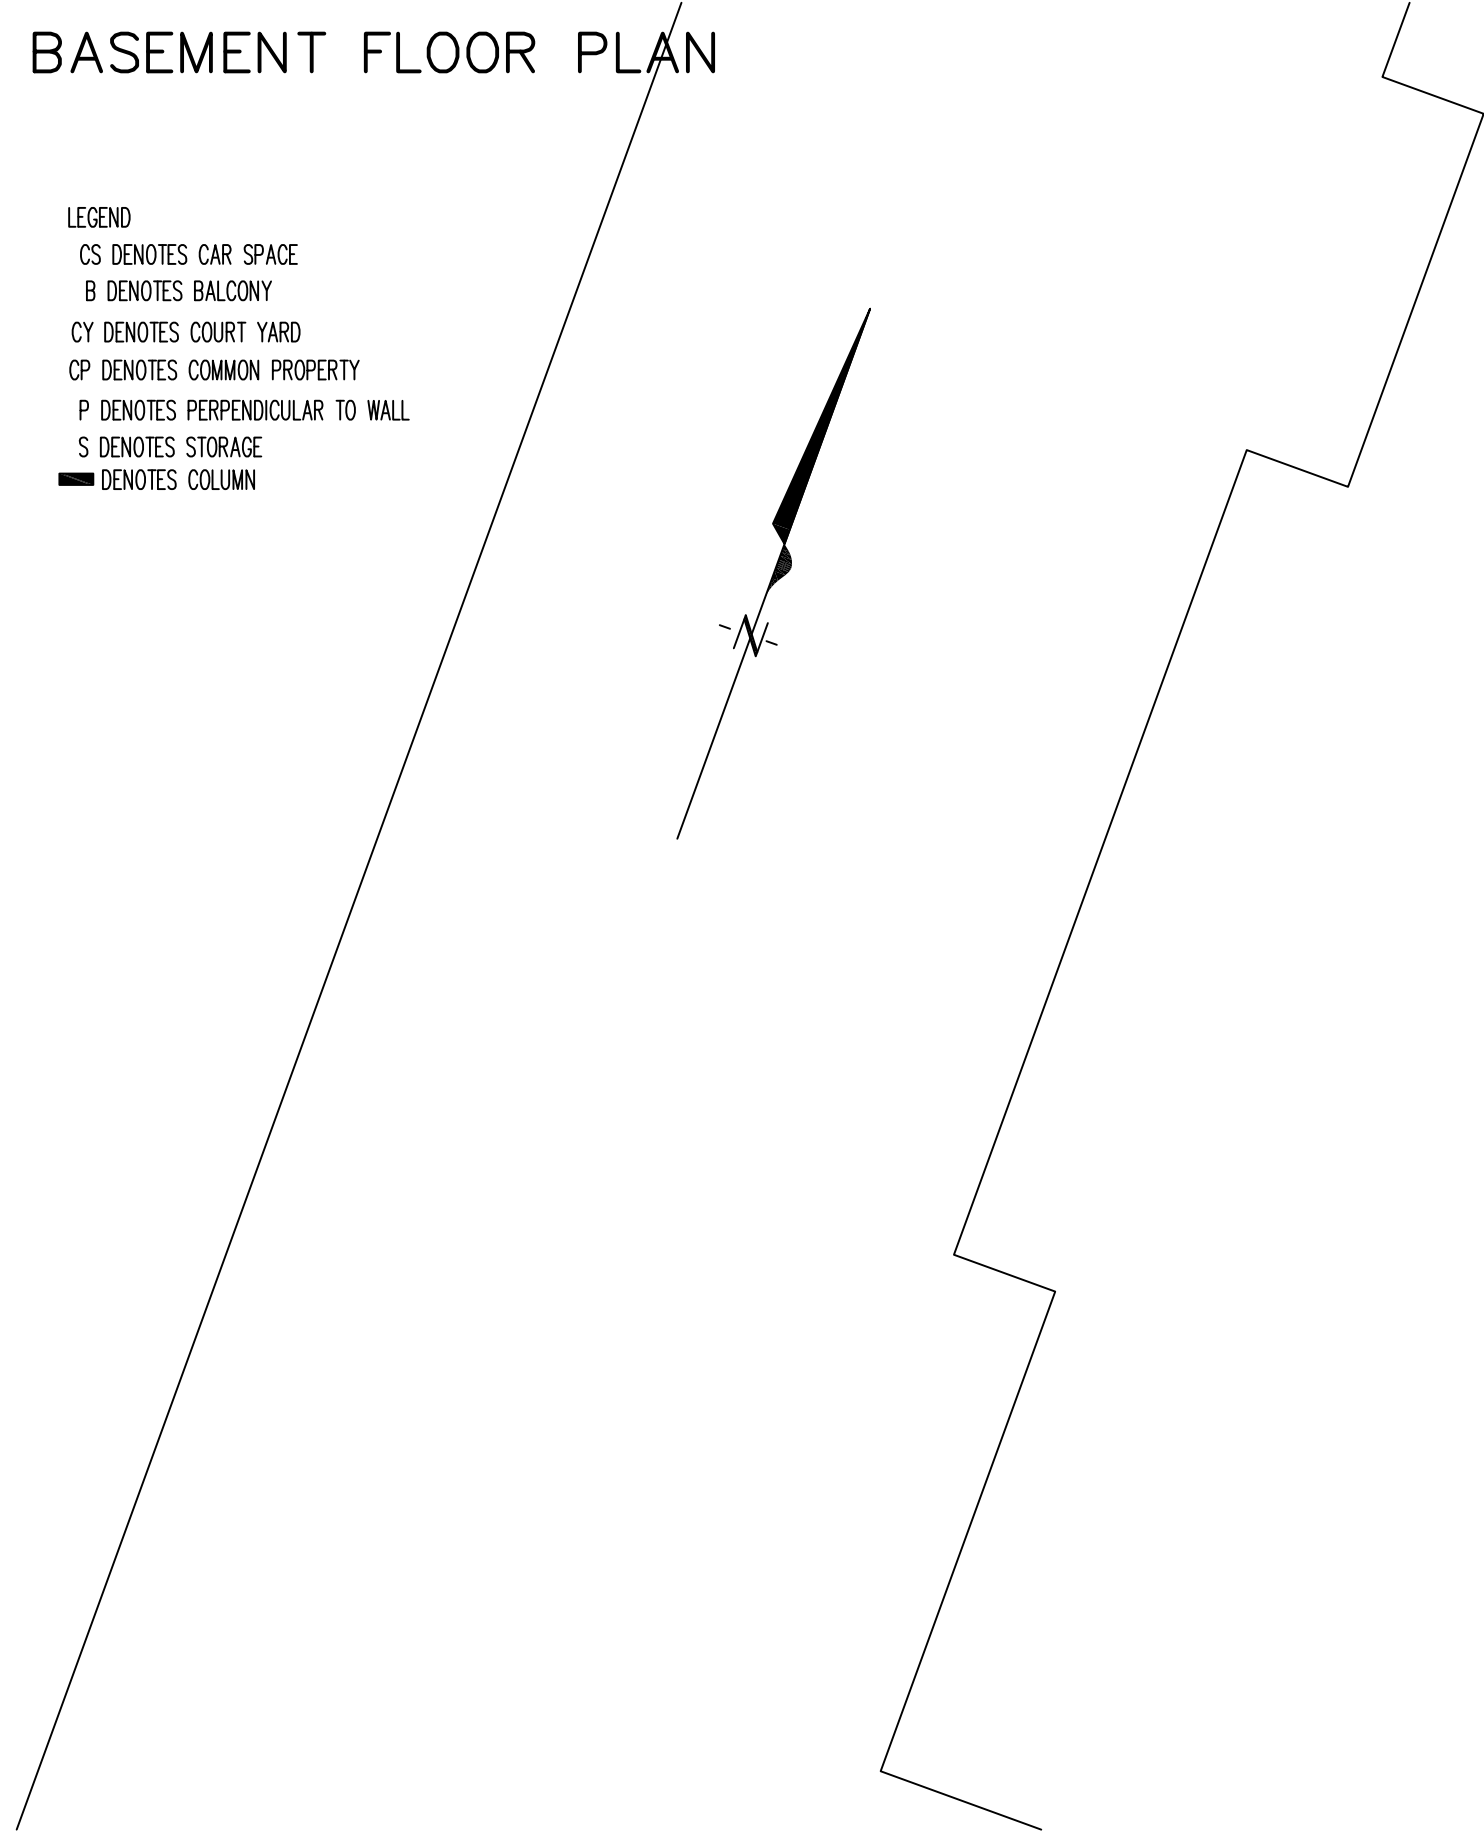 BASEMENT FLOOR PLAN
LEGEND
CS DENOTES CAR SPACE
B DENOTES BALCONY
CY DENOTES COURT YARD
CP DENOTES COMMON PROPERTY
P DENOTES PERPENDICULAR TO WALL
S DENOTES STORAGE
DENOTES COLUMN
N